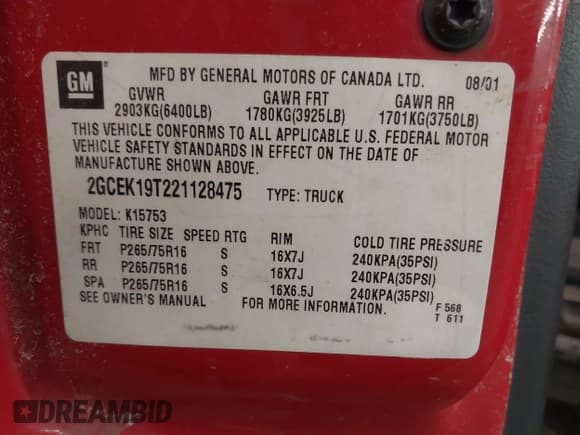 GM
MFD BY GENERAL MOTORS OF CANADA LTD. 08/01
GVWR GAWR FRT GAWR RR
2903KG(6400LB) 1780KG(3925LB) 1701KG(3750LB)
THIS VEHICLE CONFORMS TO ALL APPLICABLE U.S. FEDERAL MOTOR
VEHICLE SAFETY STANDARDS IN EFFECT ON THE DATE OF
MANUFACTURE SHOWN ABOVE.
2GCEK19T221128475 TYPE: TRUCK
MODEL: K15753
KPHC TIRE SIZE SPEED RTG RIM COLD TIRE PRESSURE
FRT P265/75R16 S 16X7J 240KPA(35PSI)
RR P265/75R16 S 16X7J 240KPA(35PSI)
SPA P265/75R16 S 16X6.5J 240KPA(35PSI)
SEE OWNER'S MANUAL FOR MORE INFORMATION. F 568
T 611
DREAMBID